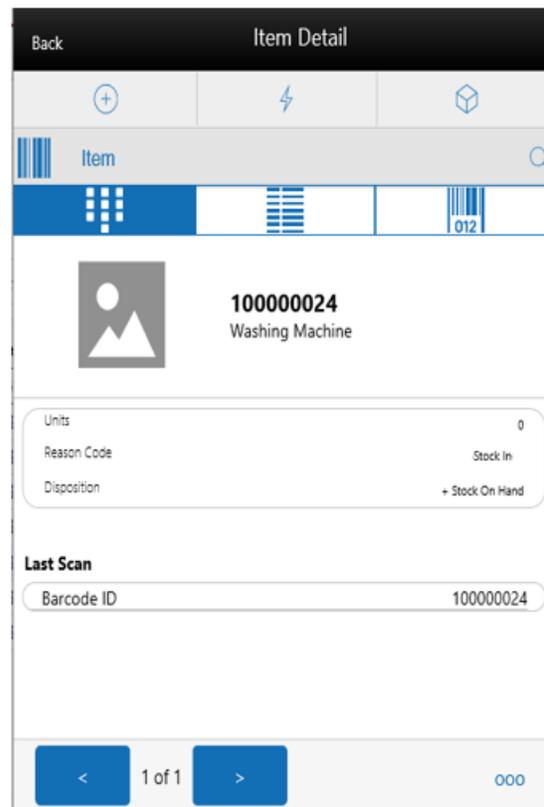 Back
Item Detail
Item
012
100000024
Washing Machine
Units 0
Reason Code Stock In
Disposition + Stock On Hand
Last Scan
Barcode ID 100000024
< 1 of 1 > ooo